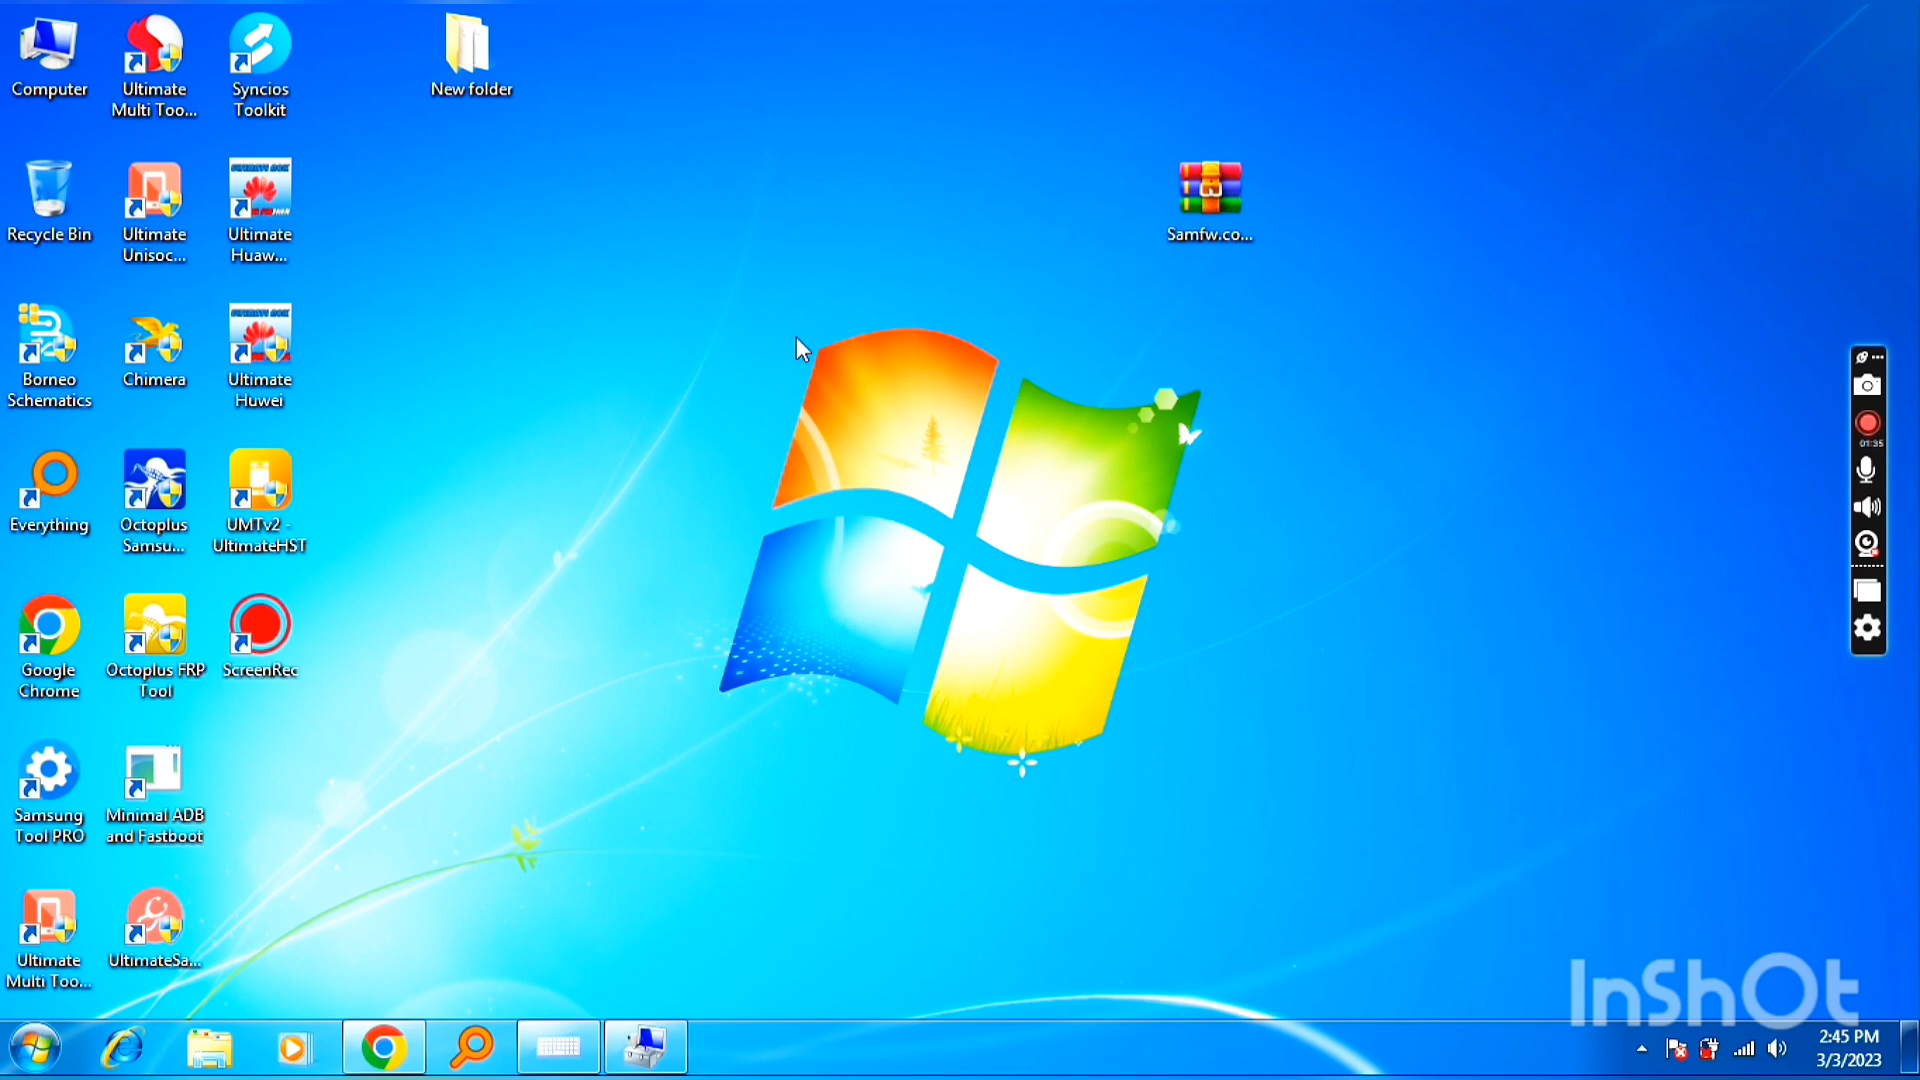 Computer
Ultimate
Multi Too...
Syncios
Toolkit
New folder
Recycle Bin
Ultimate
Unisoc...
Ultimate
Huaw...
Samfw.co...
Borneo
Schematics
Chimera
Ultimate
Huwei
Everything
Octoplus
Samsu...
UMTv2 -
UltimateHST
01:35
Google
Chrome
Octoplus FRP
Tool
ScreenRec
Samsung
Tool PRO
Minimal ADB
and Fastboot
Ultimate
Multi Too...
UltimateSa...
InShOt
2:45 PM
3/3/2023